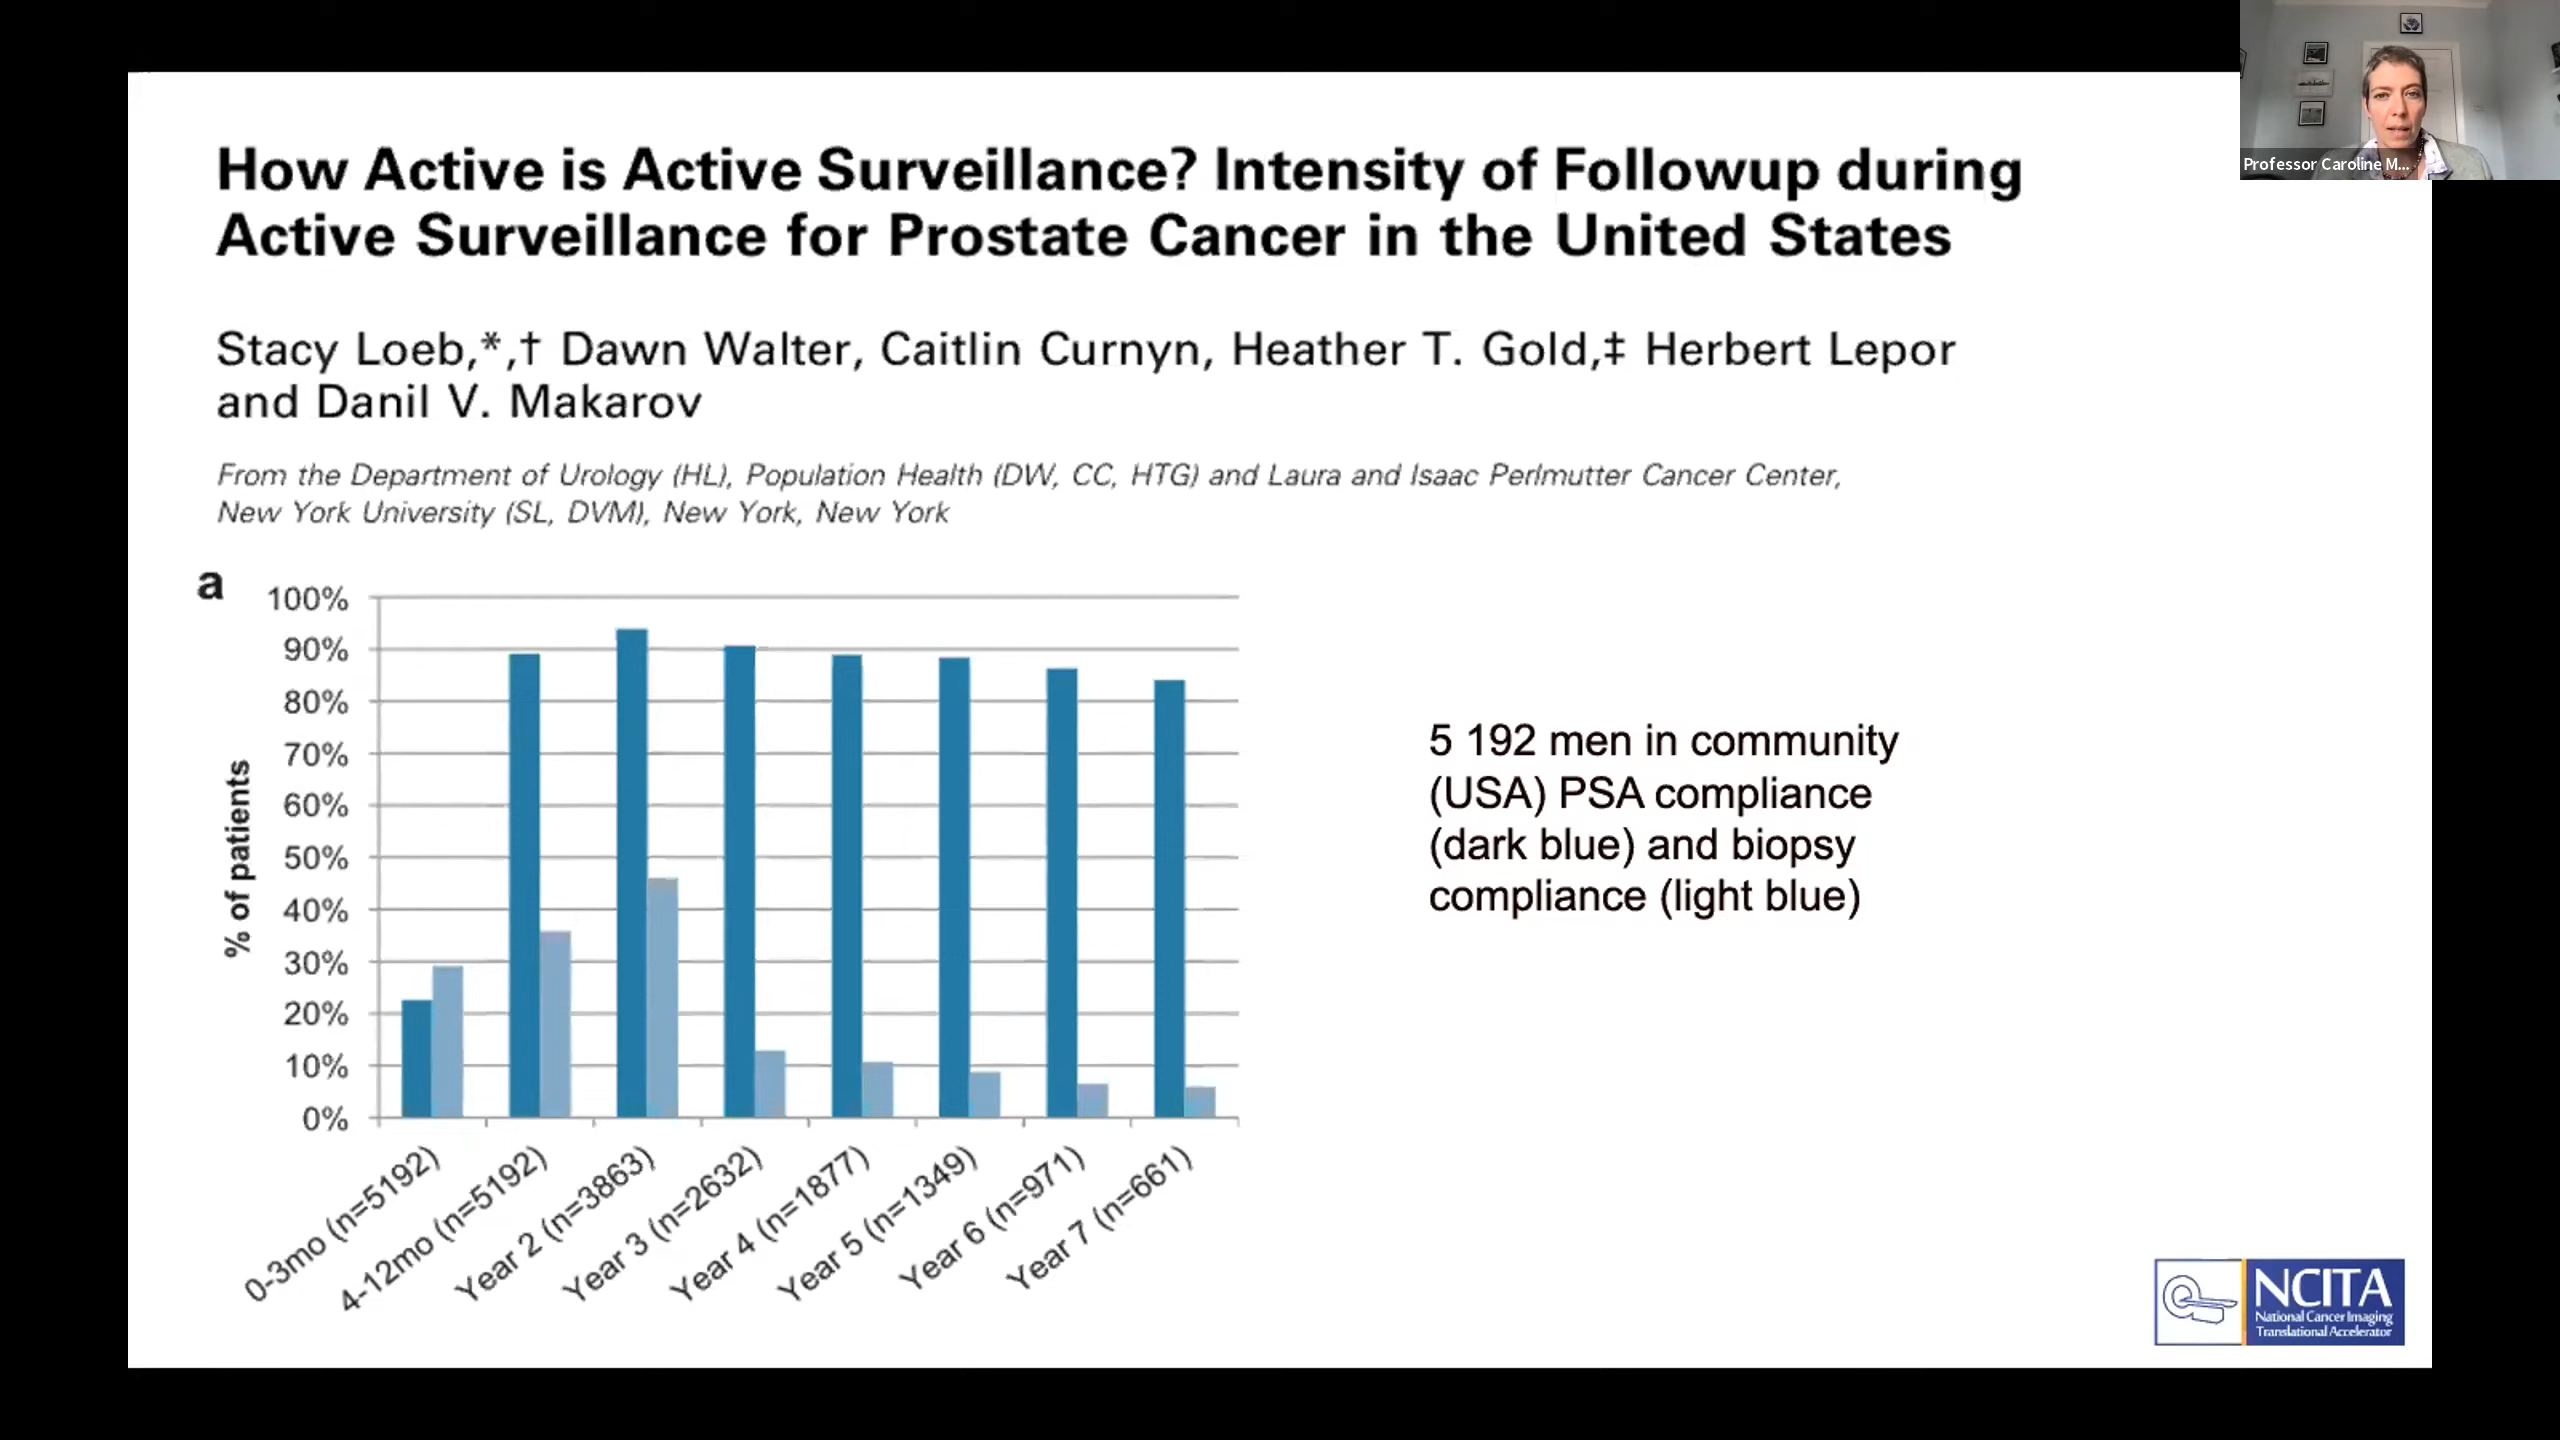 How Active is Active Surveillance? Intensity of Followup during
Active Surveillance for Prostate Cancer in the United States
Stacy Loeb,*,† Dawn Walter, Caitlin Curnyn, Heather T. Gold,‡ Herbert Lepor
and Danil V. Makarov
From the Department of Urology (HL), Population Health (DW, CC, HTG) and Laura and Isaac Perlmutter Cancer Center,
New York University (SL, DVM), New York, New York
a
100%
90%
80%
70%
60%
50%
40%
30%
20%
10%
0%
% of patients
0-3mo (n=5192)
4-12mo (n=5192)
Year 2 (n=3863)
Year 3 (n=2632)
Year 4 (n=1877)
Year 5 (n=1349)
Year 6 (n=971)
Year 7 (n=661)
5 192 men in community
(USA) PSA compliance
(dark blue) and biopsy
compliance (light blue)
Professor Caroline M...
NCITA
National Cancer Imaging
Translational Accelerator